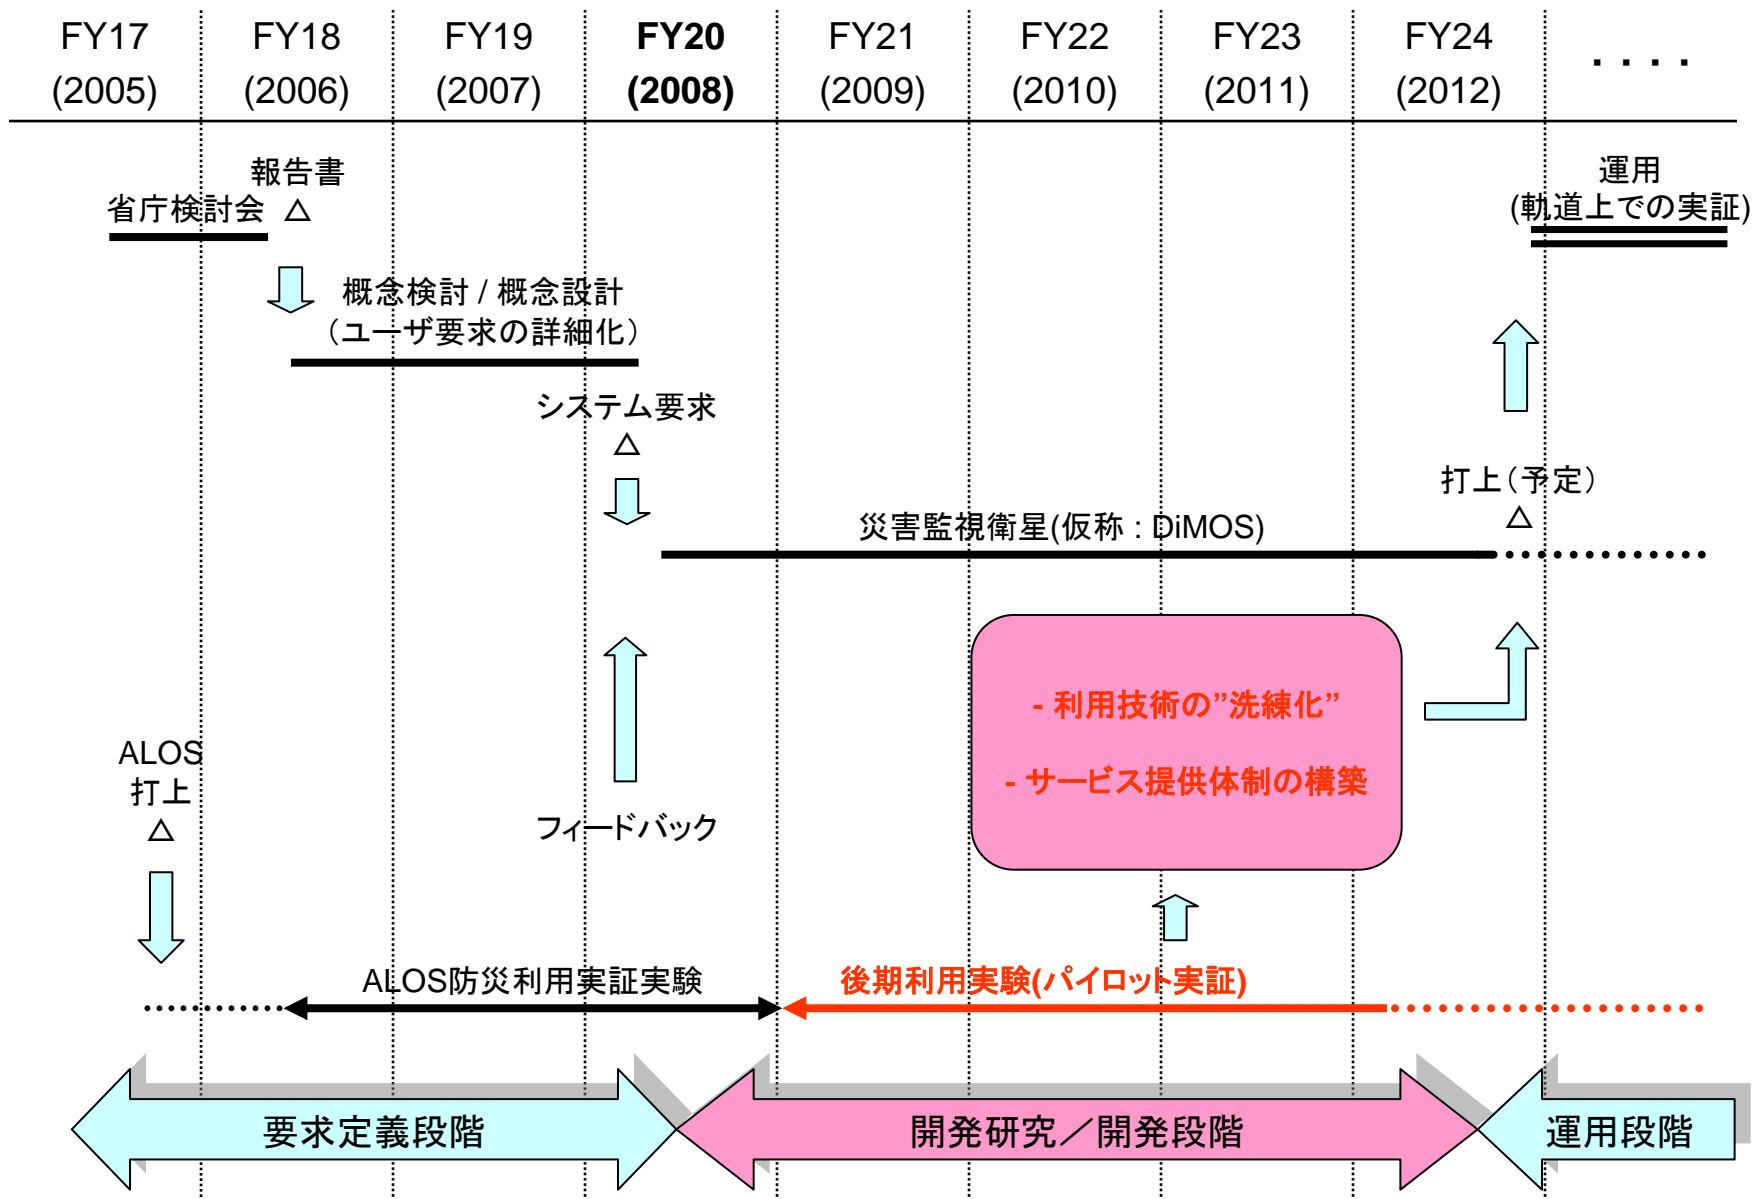 FY17 FY18 FY19 FY20 FY21 FY22 FY23 FY24 ・・・・
(2005) (2006) (2007) (2008) (2009) (2010) (2011) (2012)
報告書
△
省庁検討会
運用
(軌道上での実証)
概念検討 / 概念設計
（ユーザ要求の詳細化）
システム要求
△
打上（予定）
△
災害監視衛星(仮称 : DiMOS)
- 利用技術の”洗練化”
- サービス提供体制の構築
ALOS
打上
△
フィードバック
ALOS防災利用実証実験
後期利用実験(パイロット実証)
要求定義段階
開発研究／開発段階
運用段階